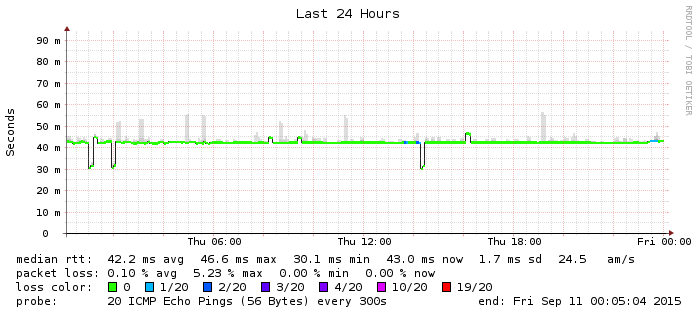 Last 24 Hours
RRDTOOL / TOBI OETIKER
Seconds
90 m
80 m
70 m
60 m
50 m
40 m
30 m
20 m
10 m
0
Thu 06:00 Thu 12:00 Thu 18:00 Fri 00:00
median rtt: 42.2 ms avg 46.6 ms max 30.1 ms min 43.0 ms now 1.7 ms sd 24.5 am/s
packet loss: 0.10 % avg 5.23 % max 0.00 % min 0.00 % now
loss color: 0 1/20 2/20 3/20 4/20 10/20 19/20
probe: 20 ICMP Echo Pings (56 Bytes) every 300s end: Fri Sep 11 00:05:04 2015